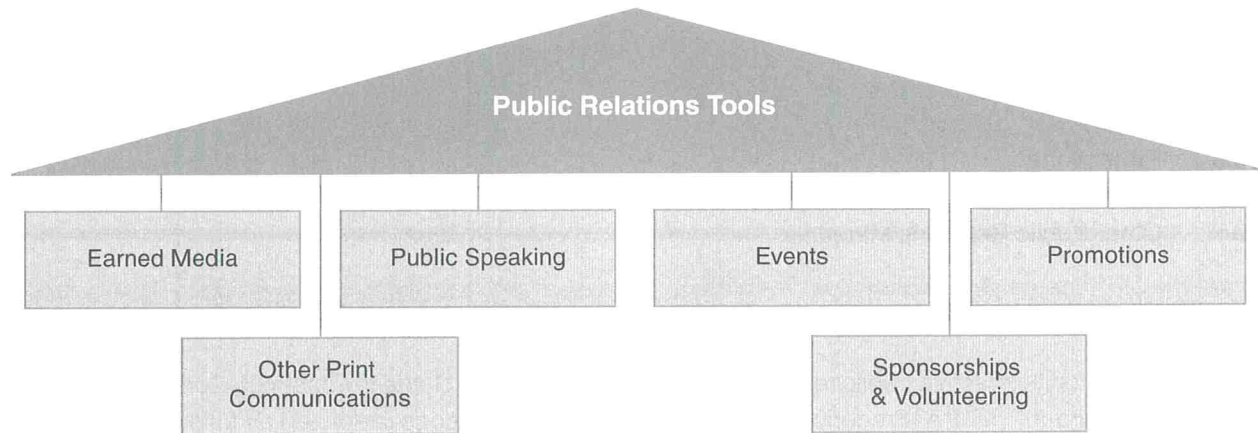 Public Relations Tools
Earned Media
Public Speaking
Events
Promotions
Other Print
Communications
Sponsorships
& Volunteering